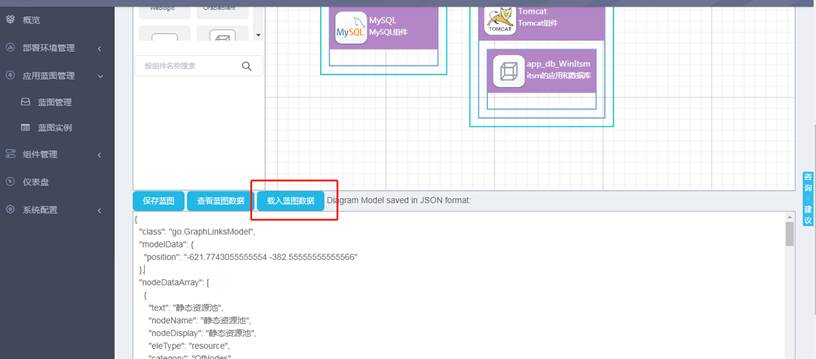 概览
部署环境管理
应用蓝图管理
蓝图管理
蓝图实例
组件管理
仪表盘
系统配置
Weblogic
按组件名称搜索
MySQL
MySQL
MySQL组件
TOMCAT
Tomcat
Tomcat组件
app_db_WinItsm
itsm的应用和数据库
保存蓝图
查看蓝图数据
载入蓝图数据
Diagram Model saved in JSON format:
{
"class": "go.GraphLinksModel",
"modelData": {
"position": "-621.7743055555554 -382.55555555555566"
},
"nodeDataArray": [
{
"text": "静态资源池",
"nodeName": "静态资源池",
"nodeDisplay": "静态资源池",
"eleType": "resource",
"category": "OfNodes",
咨询
建议